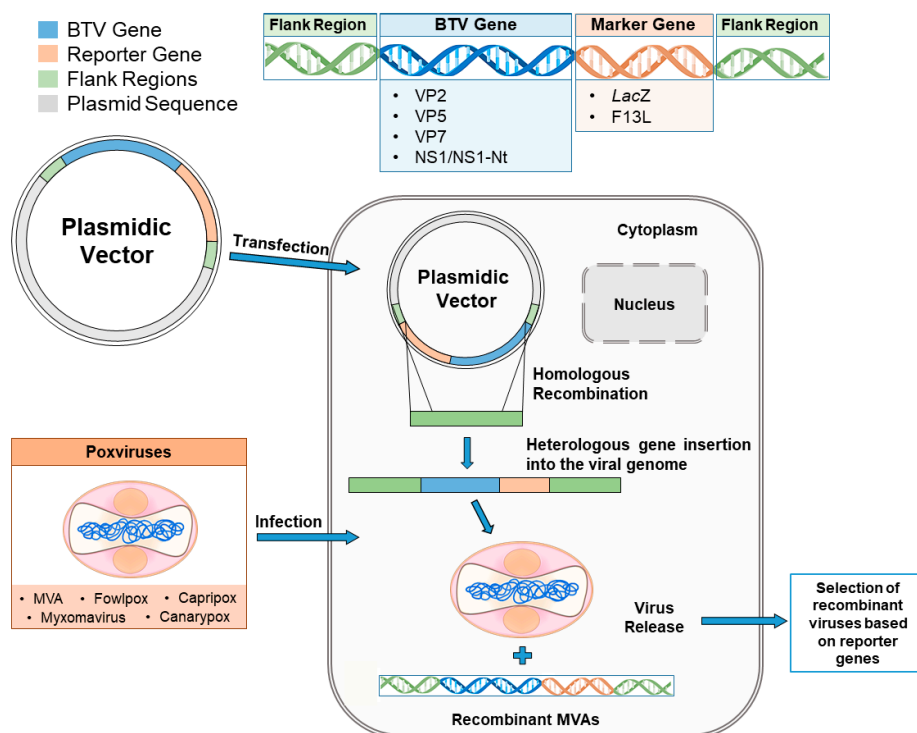 BTV Gene
Reporter Gene
Flank Regions
Plasmid Sequence
Flank Region
BTV Gene
Marker Gene
Flank Region
• VP2
• VP5
• VP7
• NS1/NS1-Nt
• LacZ
• F13L
Plasmidic
Vector
Transfection
Cytoplasm
Plasmidic
Vector
Nucleus
Homologous
Recombination
Heterologous gene insertion
into the viral genome
Poxviruses
• MVA • Fowlpox • Capripox
• Myxomavirus • Canarypox
Infection
Virus
Release
Selection of
recombinant
viruses based
on reporter
genes
Recombinant MVAs